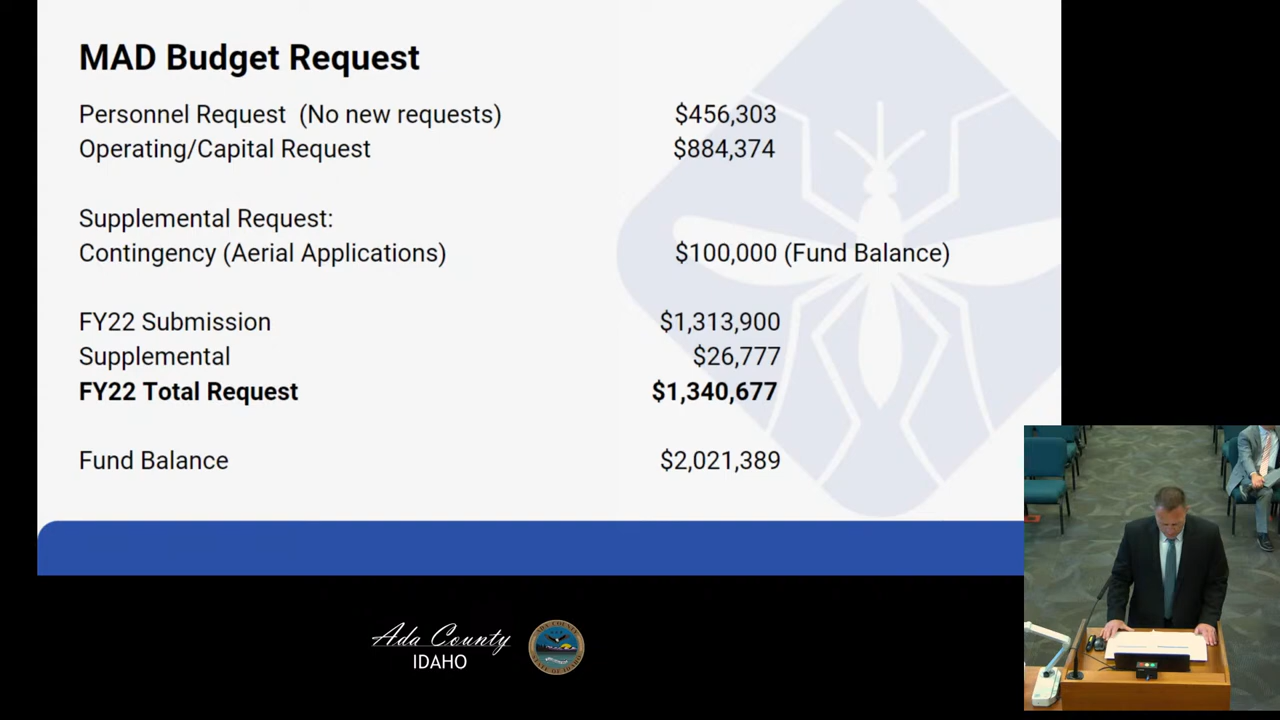 MAD Budget Request
Personnel Request (No new requests) $456,303
Operating/Capital Request $884,374
Supplemental Request:
Contingency (Aerial Applications) $100,000 (Fund Balance)
FY22 Submission $1,313,900
Supplemental $26,777
FY22 Total Request $1,340,677
Fund Balance $2,021,389
Ada County
IDAHO